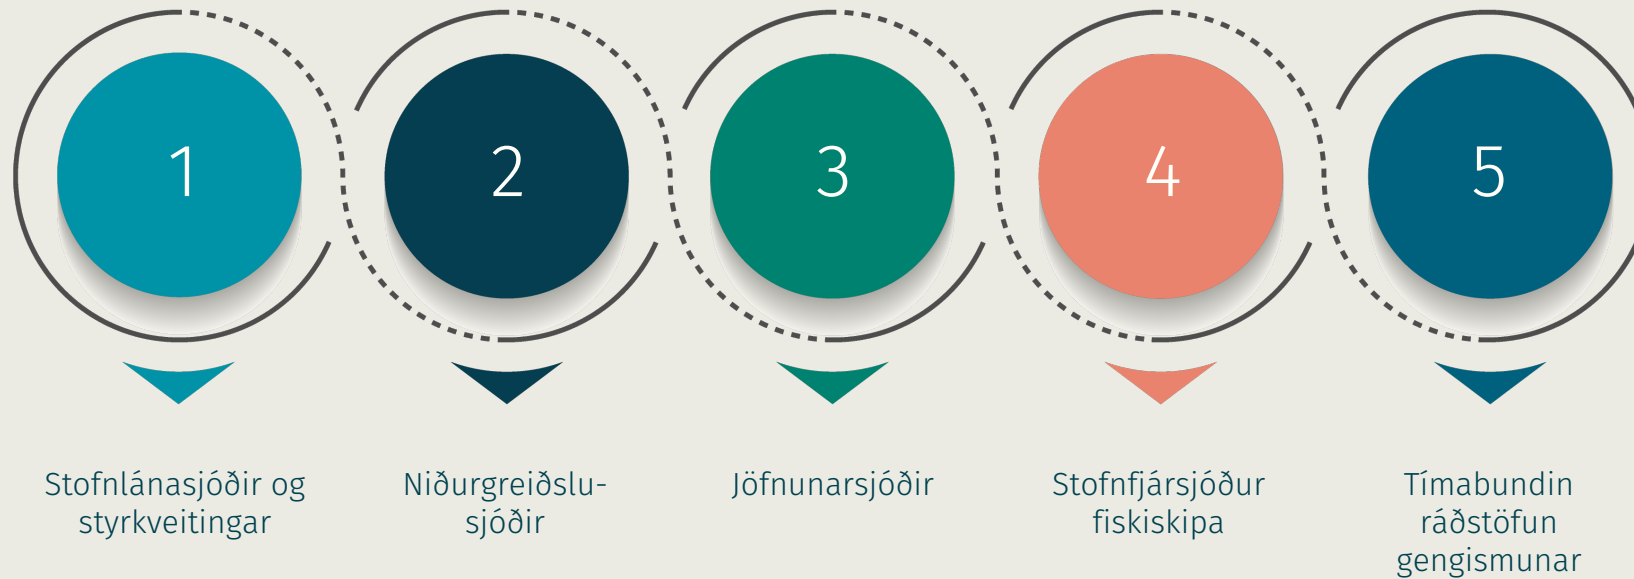 1
2
3
4
5
Stofnlánasjóðir og
styrkveitingar
Niðurgreiðslu-
sjóðir
Jöfnunarsjóðir
Stofnfjársjóður
fiskiskipa
Tímabundin
ráðstöfun
gengismunar